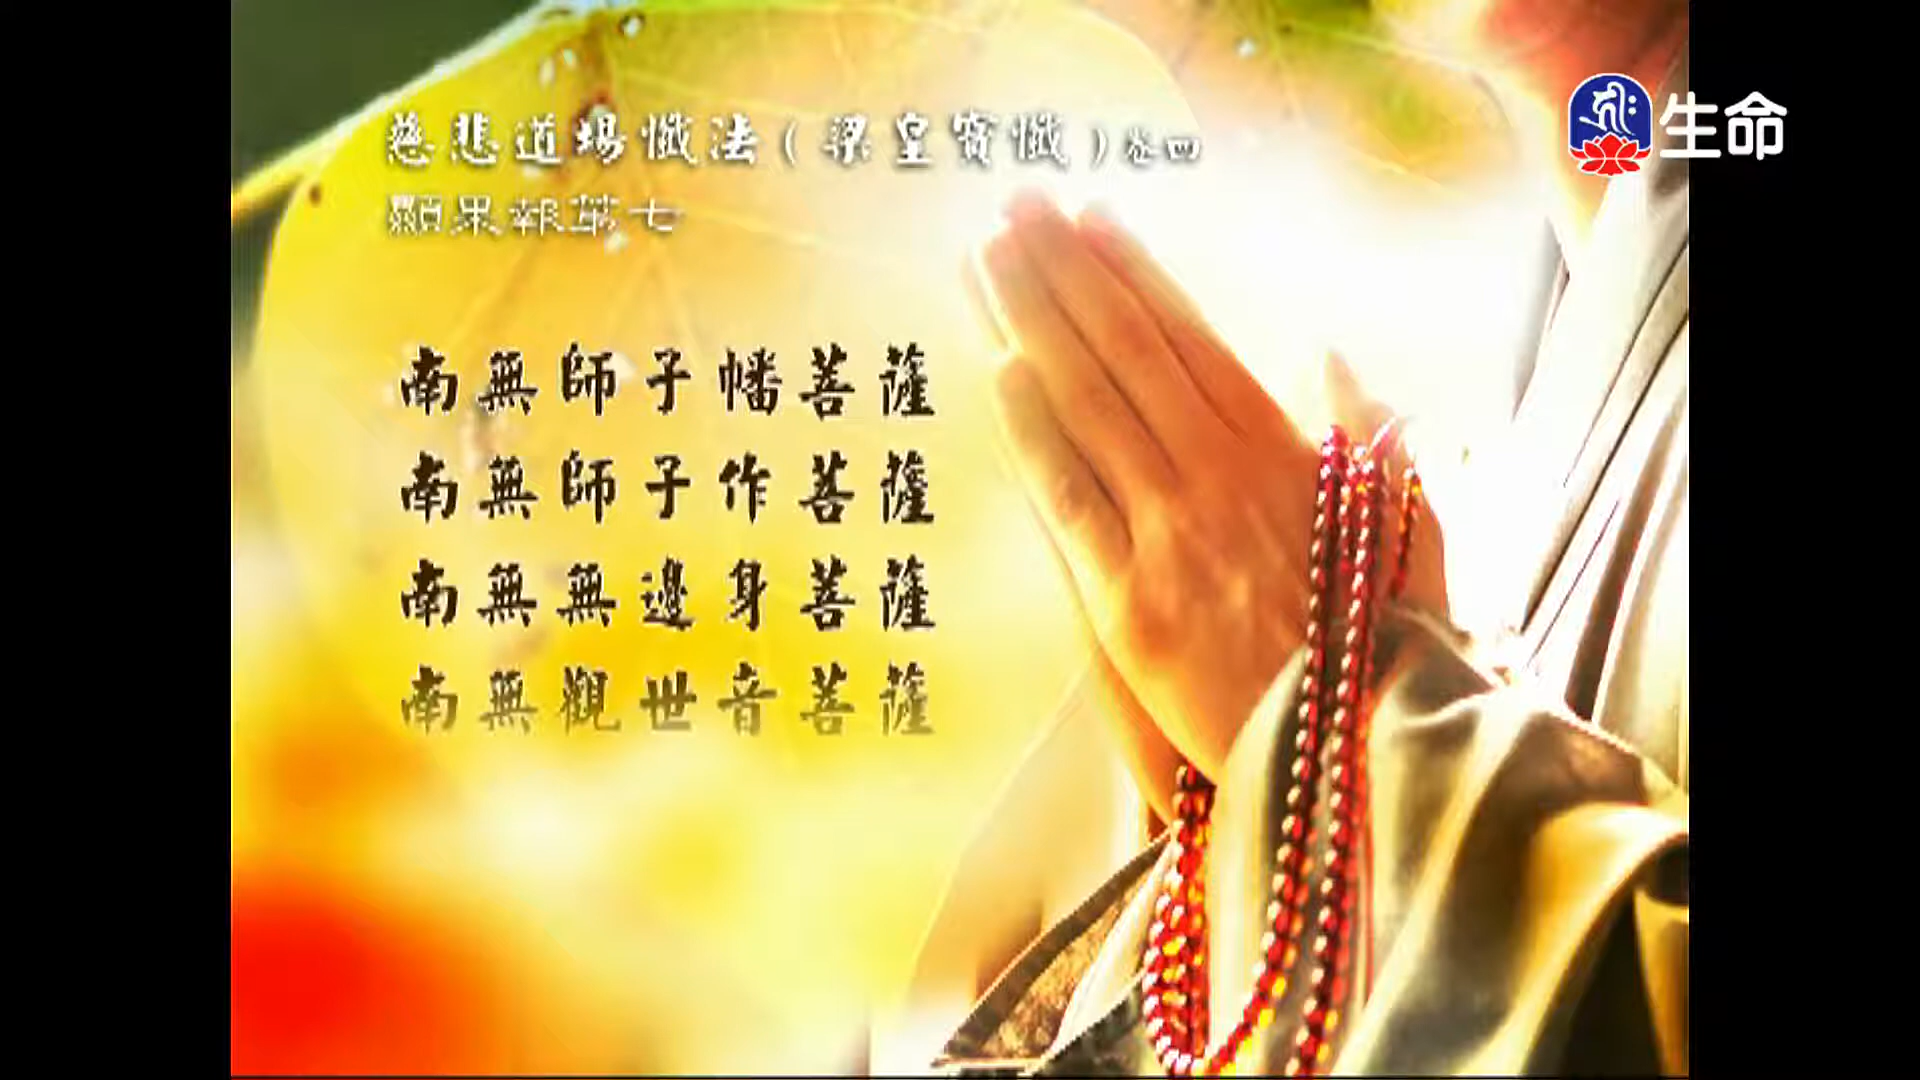 慈悲道場懺法(梁皇寶懺)卷四
顯果報第七
生命
南無師子幡菩薩
南無師子作菩薩
南無無邊身菩薩
南無觀世音菩薩